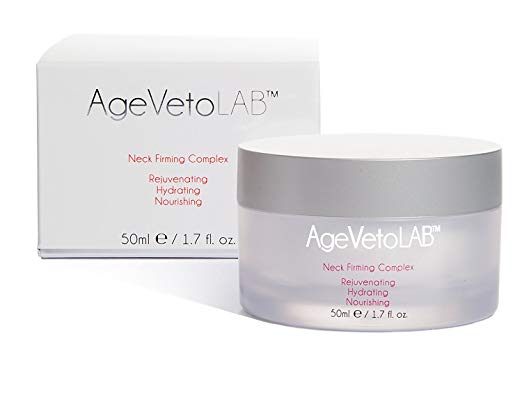 AgeVetoLAB™
Neck Firming Complex
Rejuvenating
Hydrating
Nourishing
50ml ℮ / 1.7 fl. oz.
AgeVetoLAB™
Neck Firming Complex
Rejuvenating
Hydrating
Nourishing
50ml ℮ / 1.7 fl. oz.